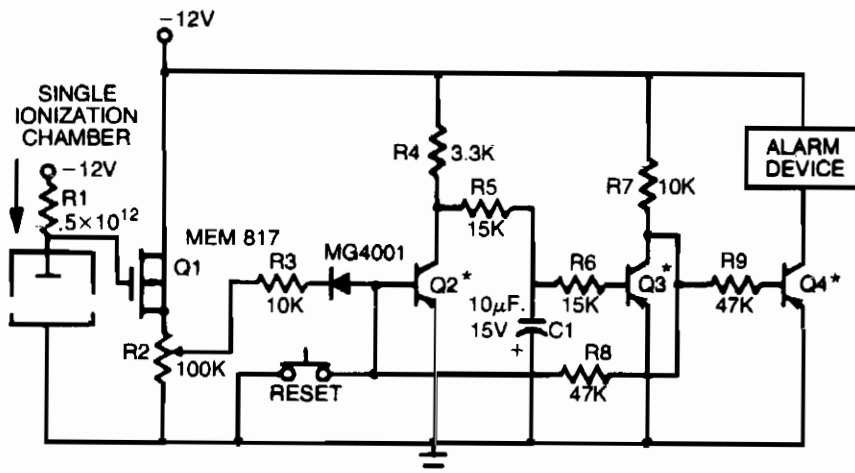 -12V
SINGLE
IONIZATION
CHAMBER
-12V
R1
.5×10¹²
MEM 817
Q1
R2
100K
R3
10K
MG4001
RESET
R4
3.3K
Q2*
R5
15K
10μF.
15V
C1
+
R6
15K
R7
10K
Q3*
R8
47K
R9
47K
ALARM
DEVICE
Q4*